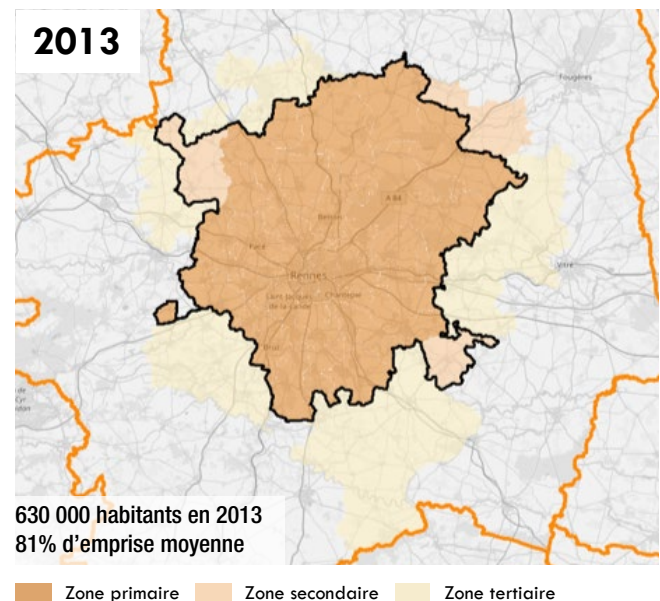 2013
Fougères
A 84
Betton
Pacé
Rennes
Saint-Jacques-
de-la-Lande
Chantepie
Vitré
Bruz
630 000 habitants en 2013
81% d'emprise moyenne
Zone primaire
Zone secondaire
Zone tertiaire